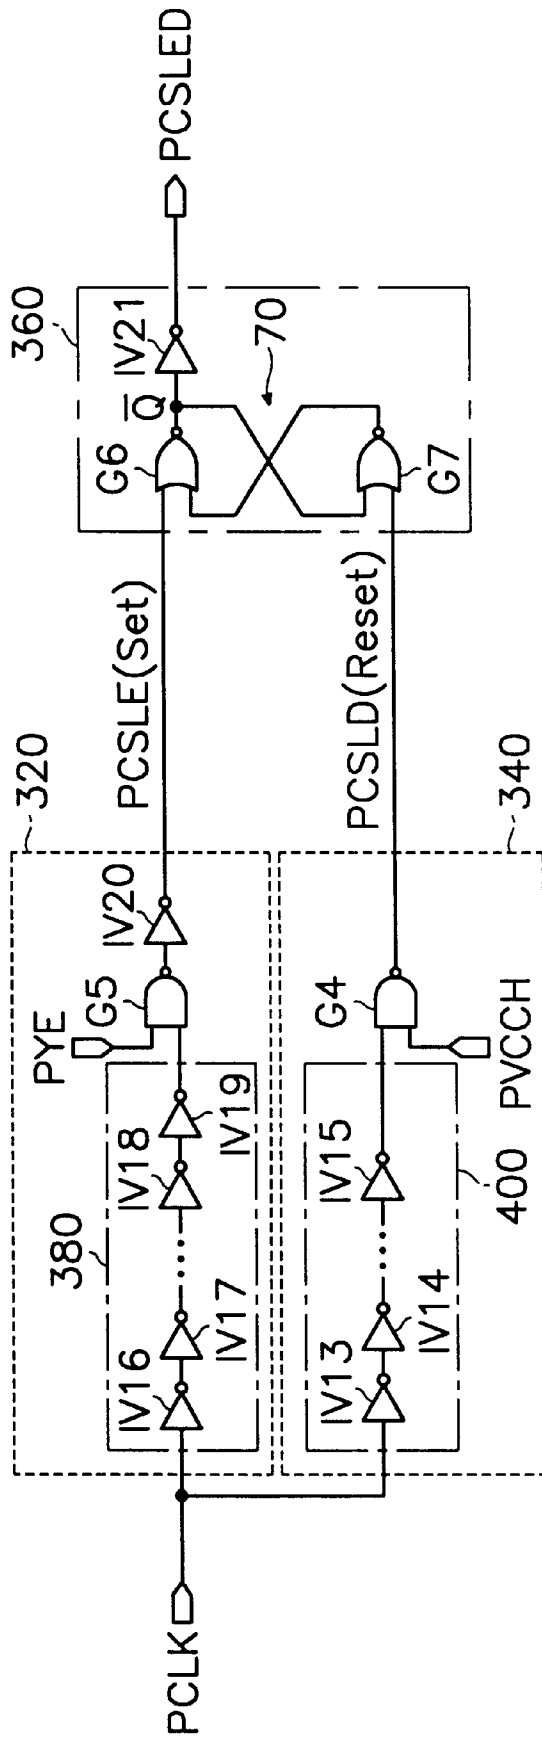 PCLK
320
380
IV16
IV17
IV18
IV19
PYE
G5
IV20
PCSLE(Set)
360
G6
Q̅
IV21
PCSLED
70
G7
PCSLD(Reset)
340
IV13
IV14
IV15
400
G4
PVCCH